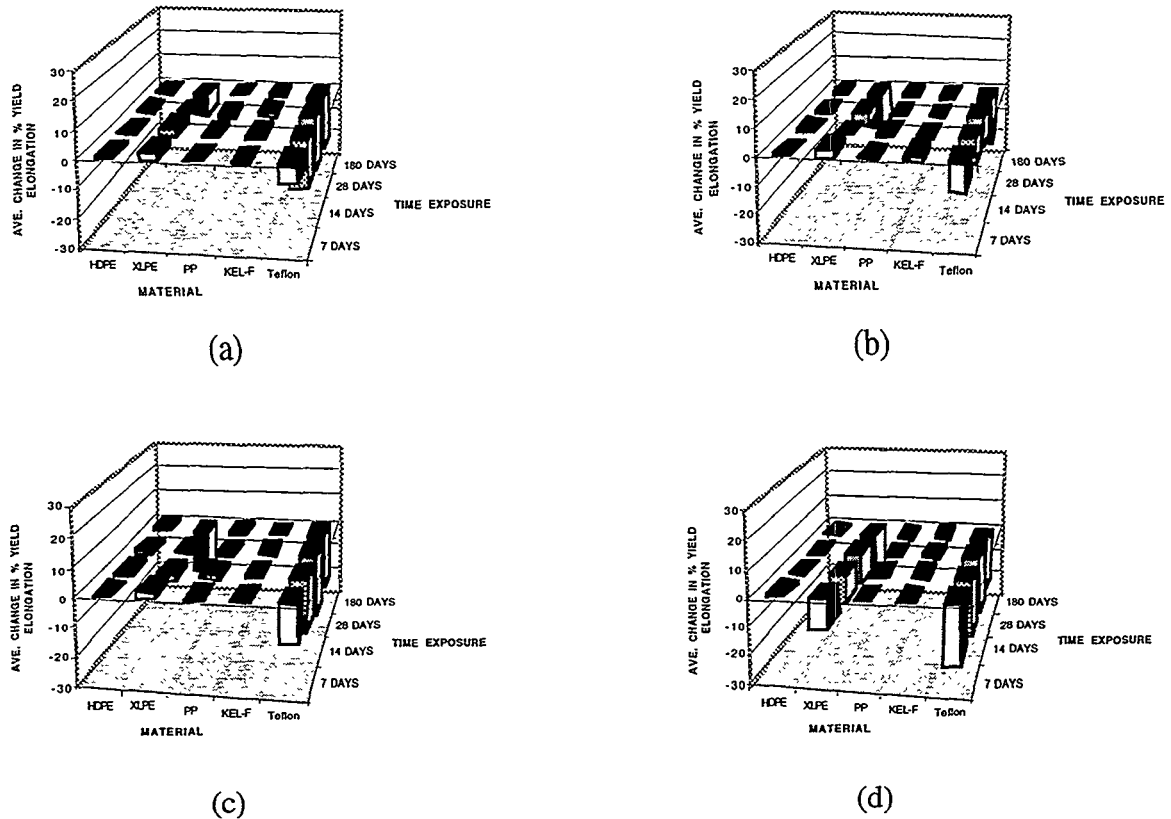 AVE. CHANGE IN % YIELD
ELONGATION
30
20
10
0
-10
-20
-30
HDPE XLPE PP KEL-F Teflon
MATERIAL
180 DAYS
28 DAYS
14 DAYS
7 DAYS
TIME EXPOSURE
(a)
AVE. CHANGE IN % YIELD
ELONGATION
30
20
10
0
-10
-20
-30
HDPE XLPE PP KEL-F Teflon
MATERIAL
180 DAYS
28 DAYS
14 DAYS
7 DAYS
TIME EXPOSURE
(b)
AVE. CHANGE IN % YIELD
ELONGATION
30
20
10
0
-10
-20
-30
HDPE XLPE PP KEL-F Teflon
MATERIAL
180 DAYS
28 DAYS
14 DAYS
7 DAYS
TIME EXPOSURE
(c)
AVE. CHANGE IN % YIELD
ELONGATION
30
20
10
0
-10
-20
-30
HDPE XLPE PP KEL-F Teflon
MATERIAL
180 DAYS
28 DAYS
14 DAYS
7 DAYS
TIME EXPOSURE
(d)